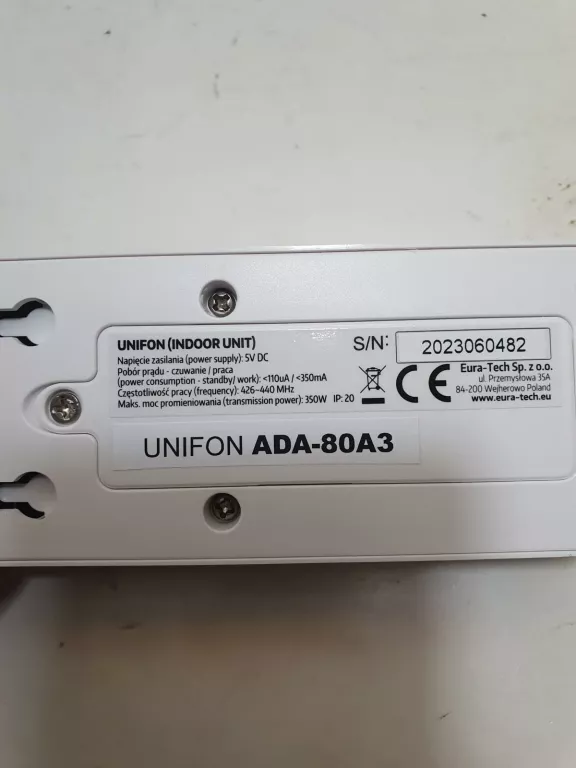 UNIFON (INDOOR UNIT)
Napięcie zasilania (power supply): 5V DC
Pobór prądu - czuwanie / praca
(power consumption - standby/ work): <110uA / <350mA
Częstotliwość pracy (frequency): 426~440 MHz
Maks. moc promieniowania (transmission power): 350W IP: 20
S/N: 2023060482
CE
Eura-Tech Sp. z o.o.
ul. Przemysłowa 35A
84-200 Wejherowo Poland
www.eura-tech.eu
UNIFON ADA-80A3